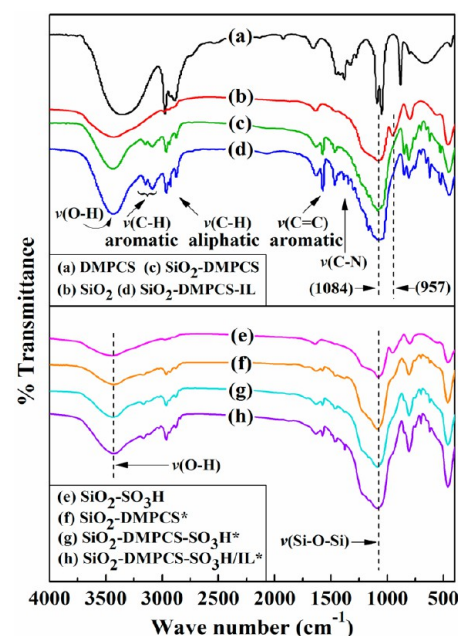 (a)
(b)
(c)
(d)
ν(O-H)
ν(C-H) aromatic
ν(C-H) aliphatic
ν(C=C) aromatic
ν(C-N)
(1084)
(957)
(a) DMPCS (c) SiO₂-DMPCS
(b) SiO₂ (d) SiO₂-DMPCS-IL
% Transmittance
(e)
(f)
(g)
(h)
ν(O-H)
(e) SiO₂-SO₃H
(f) SiO₂-DMPCS*
(g) SiO₂-DMPCS-SO₃H*
(h) SiO₂-DMPCS-SO₃H/IL*
ν(Si-O-Si)
4000 3500 3000 2500 2000 1500 1000 500
Wave number (cm⁻¹)